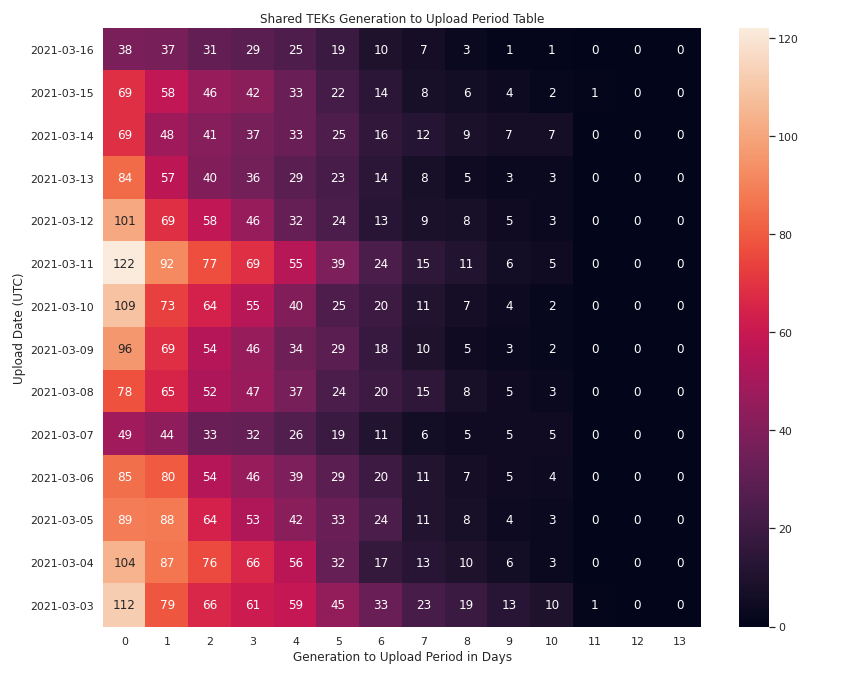 Shared TEKs Generation to Upload Period Table
Upload Date (UTC)
2021-03-16 38 37 31 29 25 19 10 7 3 1 1 0 0 0
2021-03-15 69 58 46 42 33 22 14 8 6 4 2 1 0 0
2021-03-14 69 48 41 37 33 25 16 12 9 7 7 0 0 0
2021-03-13 84 57 40 36 29 23 14 8 5 3 3 0 0 0
2021-03-12 101 69 58 46 32 24 13 9 8 5 3 0 0 0
2021-03-11 122 92 77 69 55 39 24 15 11 6 5 0 0 0
2021-03-10 109 73 64 55 40 25 20 11 7 4 2 0 0 0
2021-03-09 96 69 54 46 34 29 18 10 5 3 2 0 0 0
2021-03-08 78 65 52 47 37 24 20 15 8 5 3 0 0 0
2021-03-07 49 44 33 32 26 19 11 6 5 5 5 0 0 0
2021-03-06 85 80 54 46 39 29 20 11 7 5 4 0 0 0
2021-03-05 89 88 64 53 42 33 24 11 8 4 3 0 0 0
2021-03-04 104 87 76 66 56 32 17 13 10 6 3 0 0 0
2021-03-03 112 79 66 61 59 45 33 23 19 13 10 1 0 0
0 1 2 3 4 5 6 7 8 9 10 11 12 13
Generation to Upload Period in Days
120
100
80
60
40
20
0